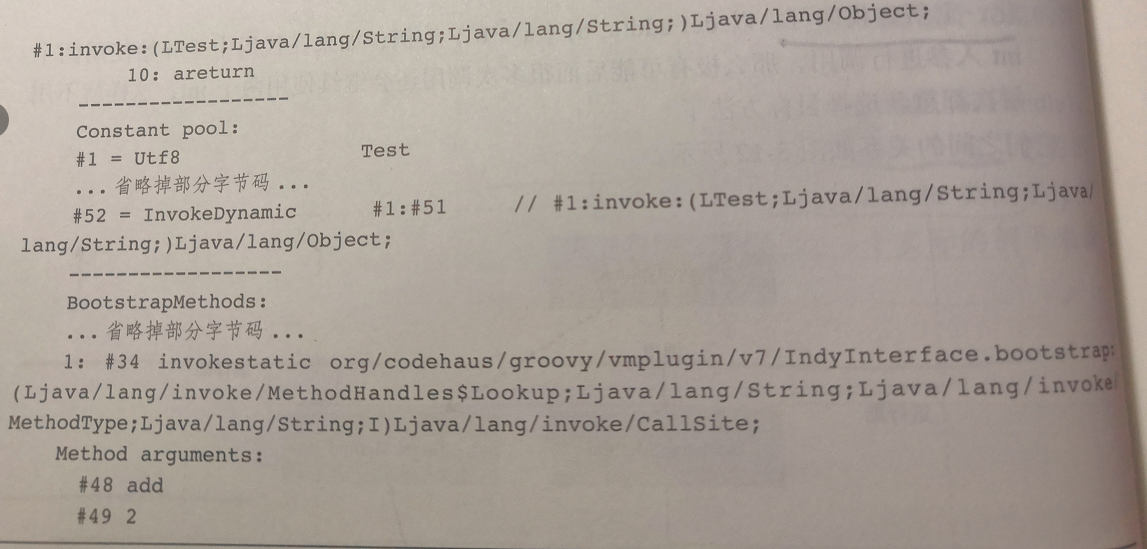 #1:invoke:(LTest;Ljava/lang/String;Ljava/lang/String;)Ljava/lang/Object;
10: areturn
------------------
Constant pool:
#1 = Utf8 Test
... 省略掉部分字节码 ...
#52 = InvokeDynamic #1:#51 // #1:invoke:(LTest;Ljava/lang/String;Ljava/
lang/String;)Ljava/lang/Object;
------------------
BootstrapMethods:
... 省略掉部分字节码 ...
1: #34 invokestatic org/codehaus/groovy/vmplugin/v7/IndyInterface.bootstrap:
(Ljava/lang/invoke/MethodHandles$Lookup;Ljava/lang/String;Ljava/lang/invoke/
MethodType;Ljava/lang/String;I)Ljava/lang/invoke/CallSite;
Method arguments:
#48 add
#49 2